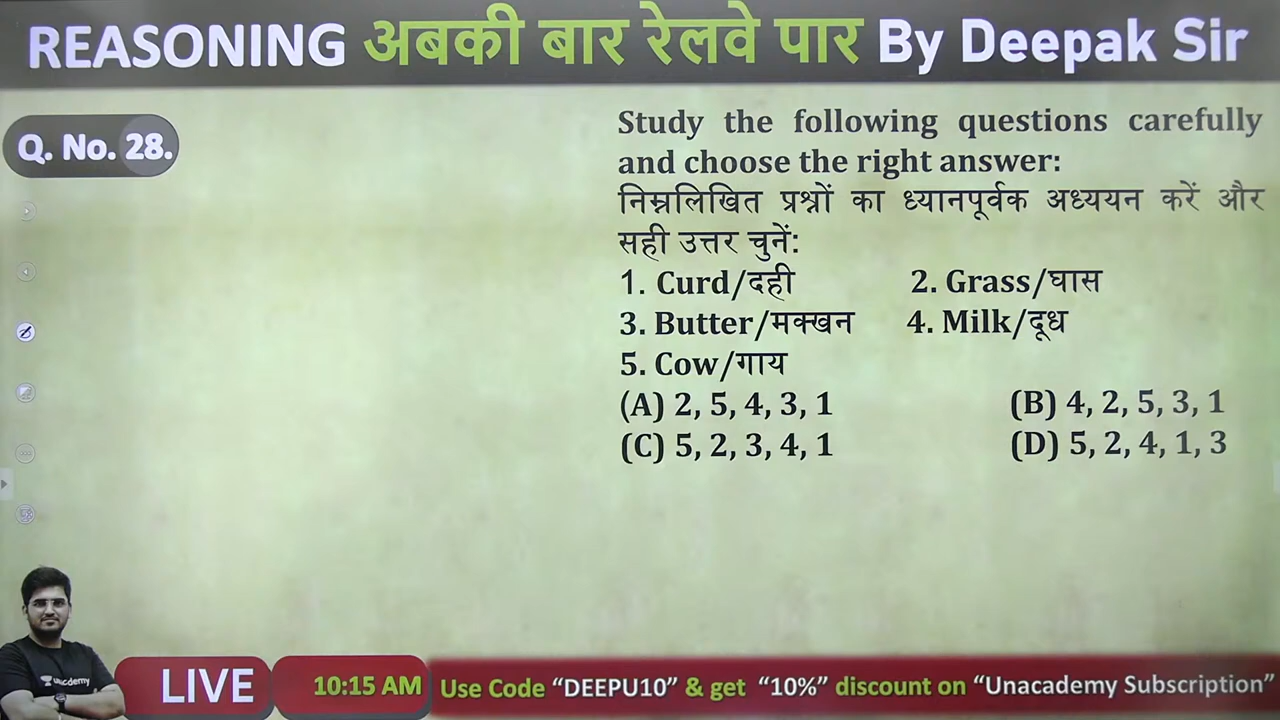 REASONING अबकी बार रेलवे पार By Deepak Sir
Q. No. 28.
Study the following questions carefully
and choose the right answer:
निम्नलिखित प्रश्नों का ध्यानपूर्वक अध्ययन करें और
सही उत्तर चुनें:
1. Curd/दही 2. Grass/घास
3. Butter/मक्खन 4. Milk/दूध
5. Cow/गाय
(A) 2, 5, 4, 3, 1 (B) 4, 2, 5, 3, 1
(C) 5, 2, 3, 4, 1 (D) 5, 2, 4, 1, 3
unacademy
LIVE 10:15 AM Use Code “DEEPU10” & get “10%” discount on “Unacademy Subscription”